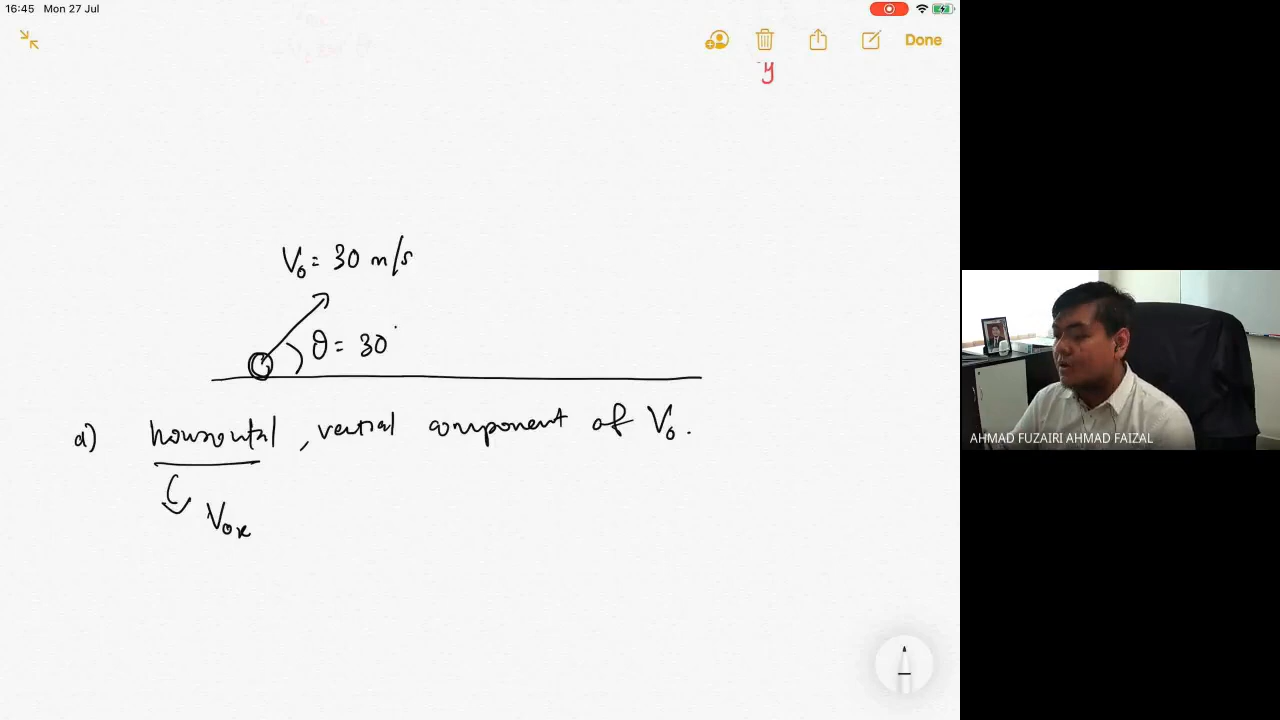 16:45 Mon 27 Jul
Done
y
V₀ = 30 m/s
θ = 30°
a) horizontal, vertical component of V₀.
V₀ₓ
AHMAD FUZAIRI AHMAD FAIZAL